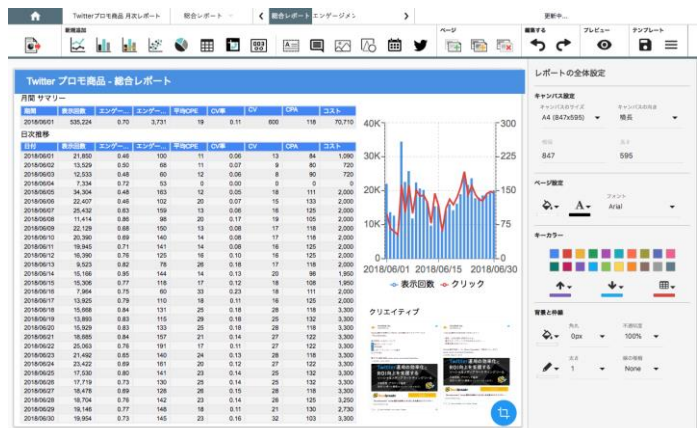 Twitterプロモ商品 月次レポート
総合レポート
総合レポート エンゲージメン
更新中...
新規追加
ページ
編集する
プレビュー
テンプレート
Twitter プロモ商品 - 総合レポート
月間 サマリー
期間 表示回数 エンゲー... エンゲー... 平均CPE CV率 CV CPA コスト
2018/06/01 535,224 0.70 3,731 19 0.11 600 118 70,710
日次推移
日付 表示回数 エンゲー... エンゲー... 平均CPE CV率 CV CPA コスト
2018/06/01 21,850 0.46 100 11 0.06 13 84 1,090
2018/06/02 13,529 0.50 68 11 0.07 9 80 720
2018/06/03 12,533 0.48 60 12 0.06 8 90 720
2018/06/04 7,334 0.72 53 0 0.00 0 0 0
2018/06/05 34,304 0.48 163 12 0.05 18 111 2,000
2018/06/06 22,407 0.46 102 20 0.07 15 133 2,000
2018/06/07 25,432 0.63 159 13 0.06 16 125 2,000
2018/06/08 11,414 0.86 98 20 0.17 19 105 2,000
2018/06/09 22,129 0.68 150 13 0.08 17 118 2,000
2018/06/10 20,390 0.69 140 14 0.08 17 118 2,000
2018/06/11 19,945 0.71 141 14 0.08 16 125 2,000
2018/06/12 16,390 0.76 125 16 0.10 16 125 2,000
2018/06/13 9,523 0.82 78 26 0.18 17 118 2,000
2018/06/14 15,166 0.95 144 14 0.13 20 98 1,950
2018/06/15 15,306 0.77 118 17 0.12 18 108 1,950
2018/06/16 7,964 0.75 60 33 0.23 18 111 2,000
2018/06/17 13,925 0.79 110 18 0.11 16 125 2,000
2018/06/18 15,668 0.84 131 25 0.18 28 118 3,300
2018/06/19 13,893 0.83 115 29 0.18 25 132 3,300
2018/06/20 15,929 0.83 133 25 0.18 28 118 3,300
2018/06/21 18,685 0.84 157 21 0.14 27 122 3,300
2018/06/22 25,063 0.76 191 17 0.11 27 122 3,300
2018/06/23 21,492 0.65 140 24 0.13 28 118 3,300
2018/06/24 23,422 0.69 161 20 0.12 27 122 3,300
2018/06/25 17,530 0.80 141 23 0.14 25 132 3,300
2018/06/26 17,719 0.73 130 25 0.14 25 132 3,300
2018/06/27 18,478 0.69 128 26 0.15 28 118 3,300
2018/06/28 18,704 0.76 142 23 0.14 26 125 3,250
2018/06/29 19,146 0.77 148 18 0.11 21 130 2,730
2018/06/30 19,954 0.73 145 23 0.16 32 103 3,300
40K 300
30K 225
20K 150
10K 75
0 0
2018/06/01 2018/06/15 2018/06/30
表示回数 クリック
クリエイティブ
レポートの全体設定
キャンバス設定
キャンバスのサイズ キャンバスの向き
A4 (847x595) 横長
横幅 高さ
847 595
ページ設定
フォント
A Arial
キーカラー
背景と枠線
角丸 不透明度
0px 100%
太さ 線の種類
1 None